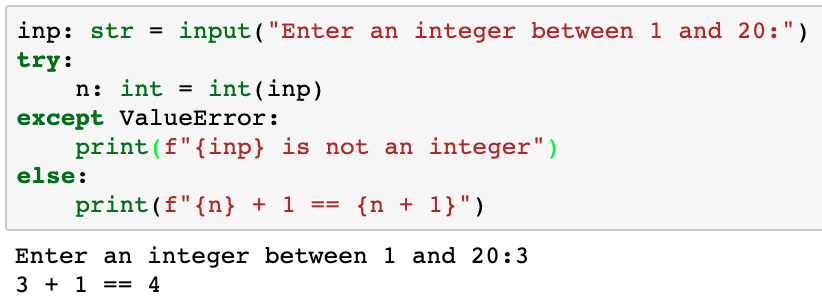 inp: str = input("Enter an integer between 1 and 20:")
try:
    n: int = int(inp)
except ValueError:
    print(f"{inp} is not an integer")
else:
    print(f"{n} + 1 == {n + 1}")
Enter an integer between 1 and 20:3
3 + 1 == 4